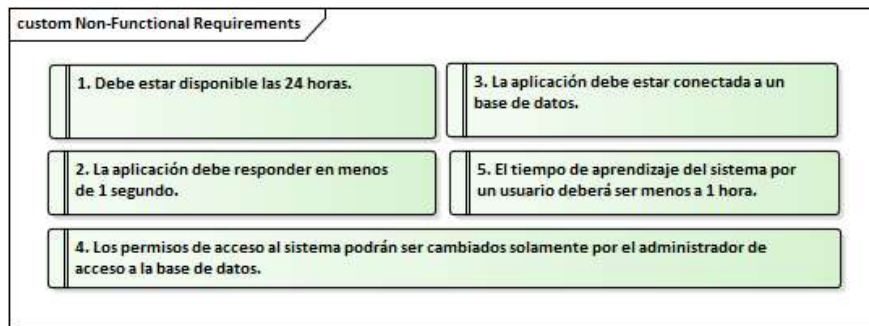 custom Non-Functional Requirements
1. Debe estar disponible las 24 horas.
3. La aplicación debe estar conectada a un
base de datos.
2. La aplicación debe responder en menos
de 1 segundo.
5. El tiempo de aprendizaje del sistema por
un usuario deberá ser menos a 1 hora.
4. Los permisos de acceso al sistema podrán ser cambiados solamente por el administrador de
acceso a la base de datos.